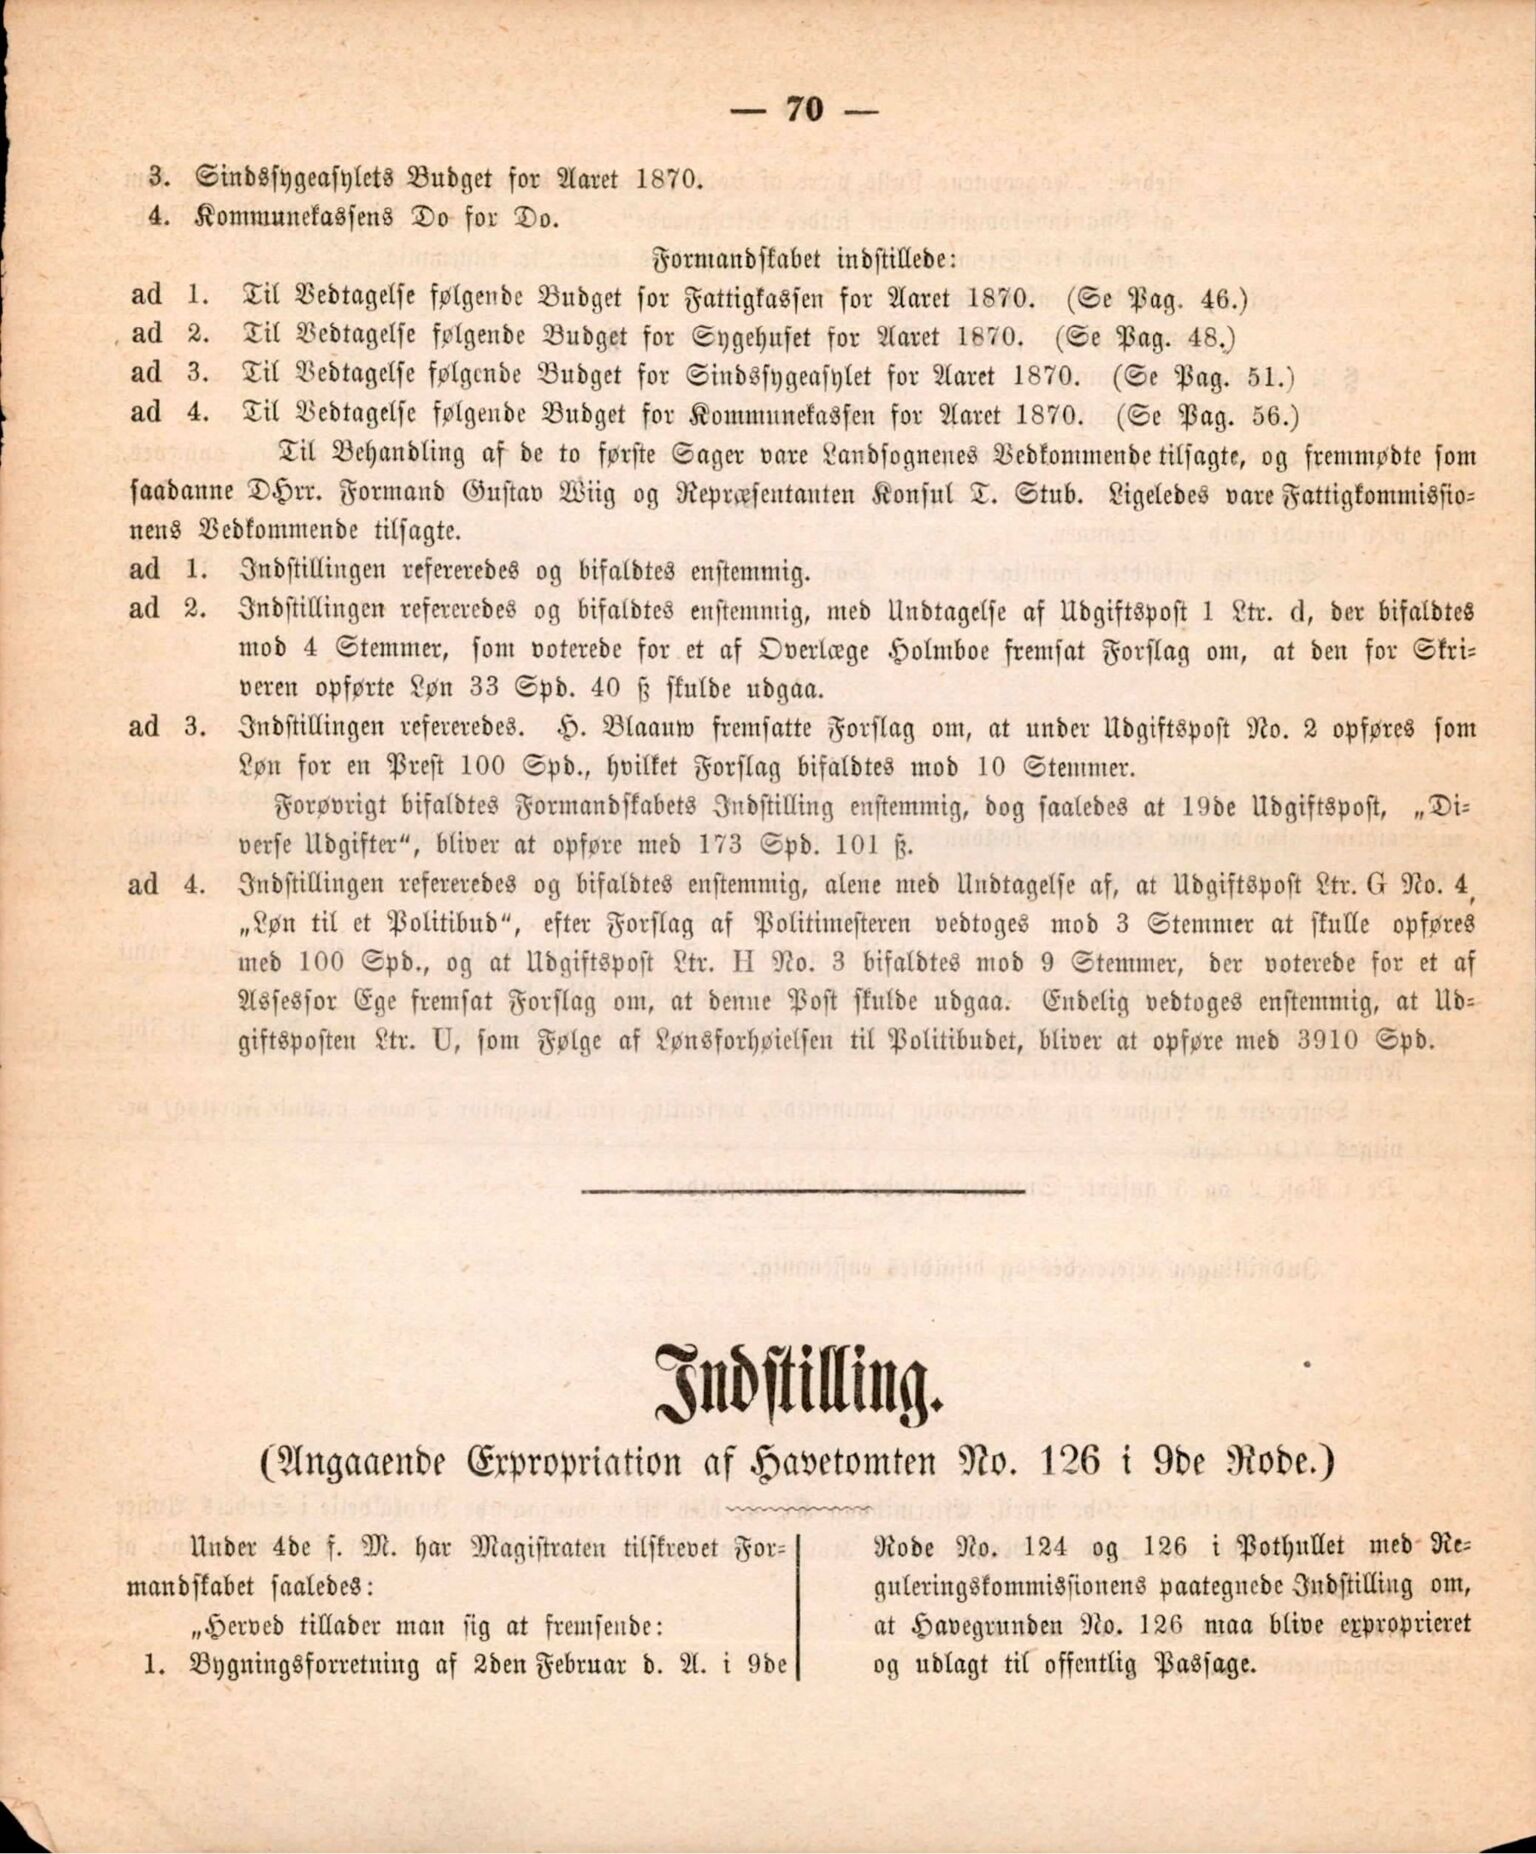 — 70 —
3. Sindssygeasylets Budget for Aaret 1870.
4. Kommunekassens Do for Do.
Formandskabet indstillede:
ad 1. Til Vedtagelse følgende Budget for Fattigkassen for Aaret 1870. (Se Pag. 46.)
ad 2. Til Vedtagelse følgende Budget for Sygehuset for Aaret 1870. (Se Pag. 48.)
ad 3. Til Vedtagelse følgende Budget for Sindssygeasylet for Aaret 1870. (Se Pag. 51.)
ad 4. Til Vedtagelse følgende Budget for Kommunekassen for Aaret 1870. (Se Pag. 56.)
Til Behandling af de to første Sager vare Landsognenes Vedkommende tilsagte, og fremmødte som
saadanne DHrr. Formand Gustav Wiig og Repræsentanten Konsul T. Stub. Ligeledes vare Fattigkommissio-
nens Vedkommende tilsagte.
ad 1. Indstillingen refereredes og bifaldtes enstemmig.
ad 2. Indstillingen refereredes og bifaldtes enstemmig, med Undtagelse af Udgiftspost 1 Ltr. d, der bifaldtes
mod 4 Stemmer, som voterede for et af Overlæge Holmboe fremsat Forslag om, at den for Skri-
veren opførte Løn 33 Spd. 40 ß skulde udgaa.
ad 3. Indstillingen refereredes. H. Blaauw fremsatte Forslag om, at under Udgiftspost No. 2 opføres som
Løn for en Prest 100 Spd., hvilket Forslag bifaldtes mod 10 Stemmer.
Forøvrigt bifaldtes Formandskabets Indstilling enstemmig, dog saaledes at 19de Udgiftspost, „Di-
verse Udgifter“, bliver at opføre med 173 Spd. 101 ß.
ad 4. Indstillingen refereredes og bifaldtes enstemmig, alene med Undtagelse af, at Udgiftspost Ltr. G No. 4,
„Løn til et Politibud“, efter Forslag af Politimesteren vedtoges mod 3 Stemmer at skulle opføres
med 100 Spd., og at Udgiftspost Ltr. H No. 3 bifaldtes mod 9 Stemmer, der voterede for et af
Assessor Ege fremsat Forslag om, at denne Post skulde udgaa. Endelig vedtoges enstemmig, at Ud-
giftsposten Ltr. U, som Følge af Lønsforhøielsen til Politibudet, bliver at opføre med 3910 Spd.
Indstilling.
(Angaaende Expropriation af Havetomten No. 126 i 9de Rode.)
Under 4de f. M. har Magistraten tilskrevet For-
mandskabet saaledes:
„Herved tillader man sig at fremsende:
1. Bygningsforretning af 2den Februar d. A. i 9de
Rode No. 124 og 126 i Pothullet med Re-
guleringskommissionens paategnede Indstilling om,
at Havegrunden No. 126 maa blive exproprieret
og udlagt til offentlig Passage.